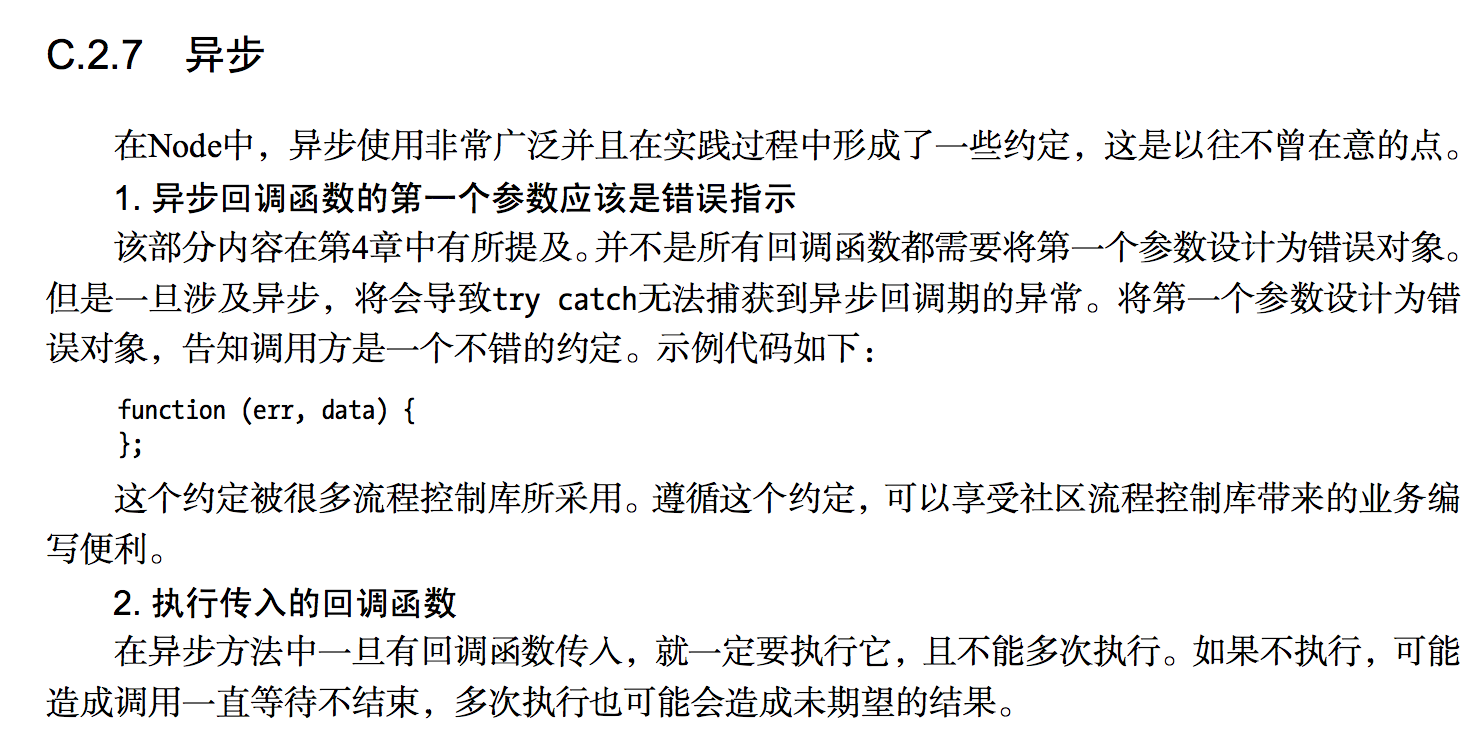 C.2.7 异步
在Node中，异步使用非常广泛并且在实践过程中形成了一些约定，这是以往不曾在意的点。
1. 异步回调函数的第一个参数应该是错误指示
该部分内容在第4章中有所提及。并不是所有回调函数都需要将第一个参数设计为错误对象。
但是一旦涉及异步，将会导致try catch无法捕获到异步回调期的异常。将第一个参数设计为错
误对象，告知调用方是一个不错的约定。示例代码如下：
function (err, data) {
};
这个约定被很多流程控制库所采用。遵循这个约定，可以享受社区流程控制库带来的业务编
写便利。
2. 执行传入的回调函数
在异步方法中一旦有回调函数传入，就一定要执行它，且不能多次执行。如果不执行，可能
造成调用一直等待不结束，多次执行也可能会造成未期望的结果。